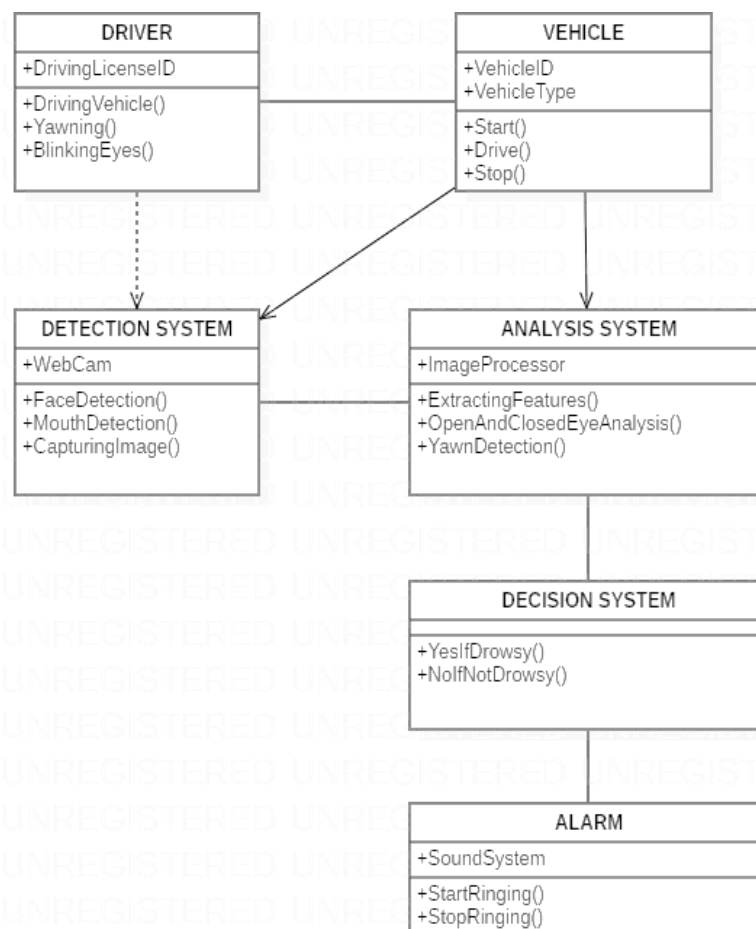 DRIVER
+DrivingLicenseID
+DrivingVehicle()
+Yawning()
+BlinkingEyes()
VEHICLE
+VehicleID
+VehicleType
+Start()
+Drive()
+Stop()
DETECTION SYSTEM
+WebCam
+FaceDetection()
+MouthDetection()
+CapturingImage()
ANALYSIS SYSTEM
+ImageProcessor
+ExtractingFeatures()
+OpenAndClosedEyeAnalysis()
+YawnDetection()
DECISION SYSTEM
+YesIfDrowsy()
+NoIfNotDrowsy()
ALARM
+SoundSystem
+StartRinging()
+StopRinging()
UNREGISTERED